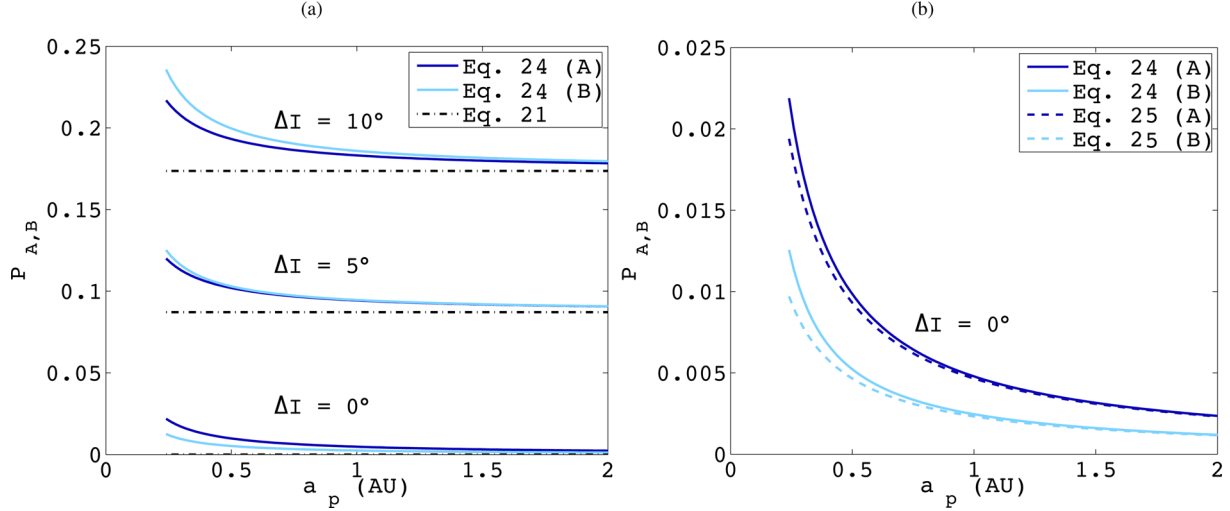 (a)
0.25
0.2
0.15
0.1
0.05
0
P A,B
Eq. 24 (A)
Eq. 24 (B)
Eq. 21
ΔI = 10°
ΔI = 5°
ΔI = 0°
0 0.5 1 1.5 2
a p (AU)
(b)
0.025
0.02
0.015
0.01
0.005
0
P A,B
Eq. 24 (A)
Eq. 24 (B)
Eq. 25 (A)
Eq. 25 (B)
ΔI = 0°
0 0.5 1 1.5 2
a p (AU)